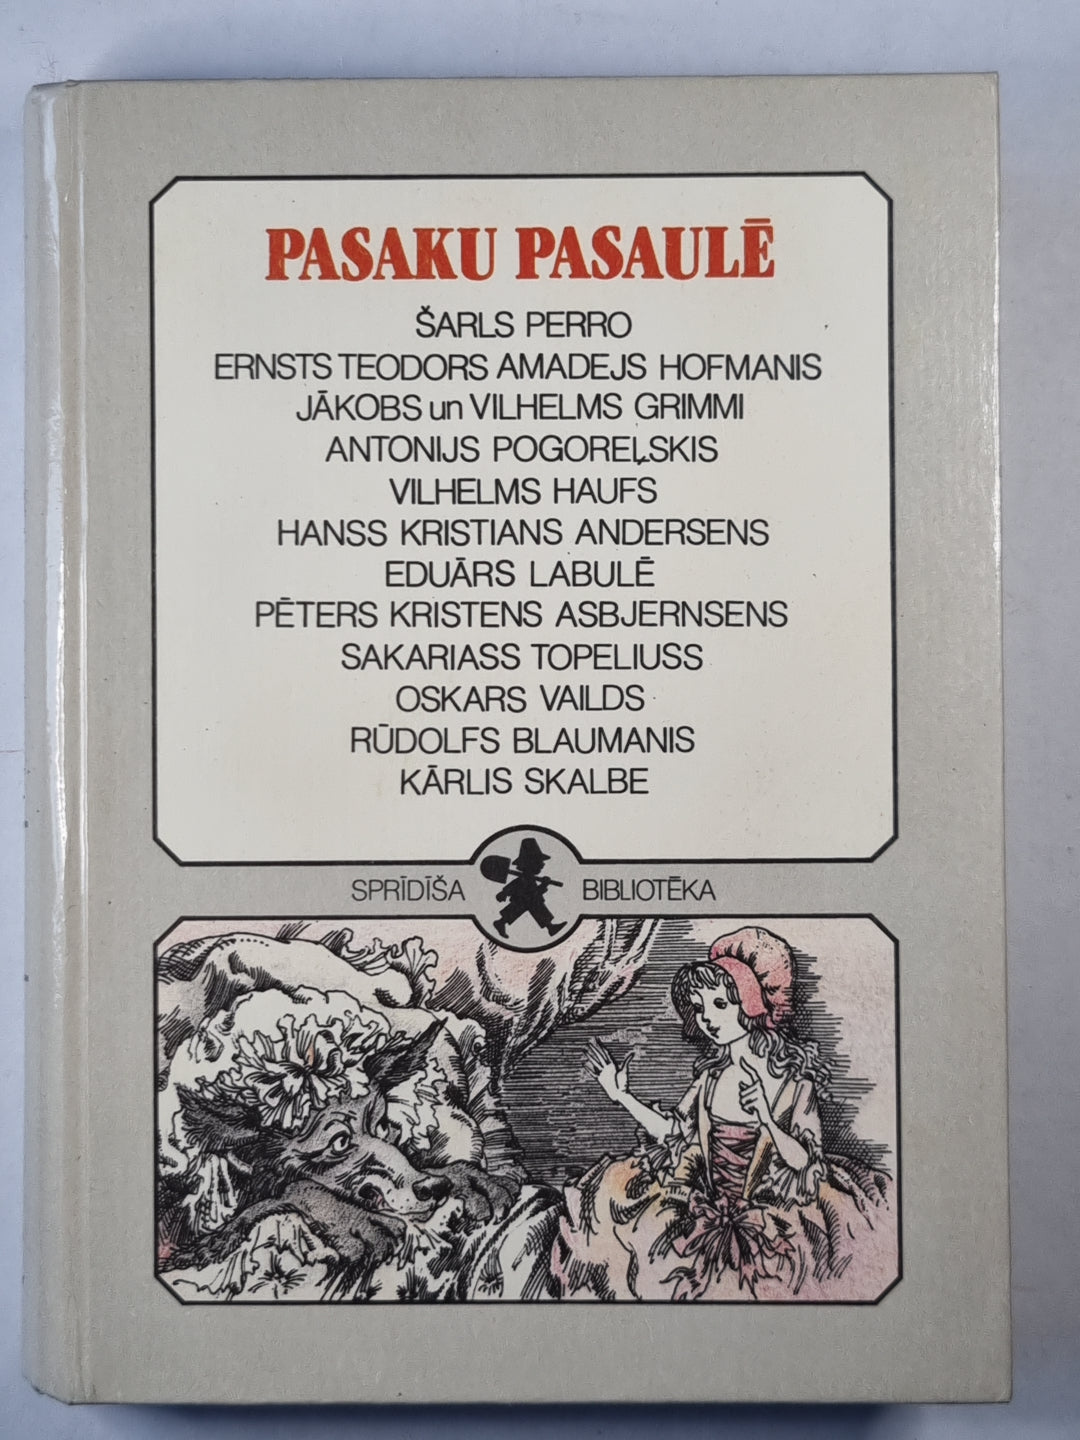 PASAKU PASAULĒ
ŠARLS PERRO
ERNSTS TEODORS AMADEJS HOFMANIS
JĀKOBS un VILHELMS GRIMMI
ANTONIJS POGOREĻSKIS
VILHELMS HAUFS
HANSS KRISTIANS ANDERSENS
EDUĀRS LABULĒ
PĒTERS KRISTENS ASBJERNSENS
SAKARIASS TOPELIUSS
OSKARS VAILDS
RŪDOLFS BLAUMANIS
KĀRLIS SKALBE
SPRĪDĪŠA BIBLIOTĒKA